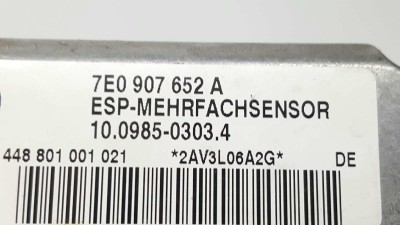 7E0 907 652 A
ESP-MEHRFACHSENSOR
10.0985-0303.4
448 801 001 021 *2AV3L06A2G* DE